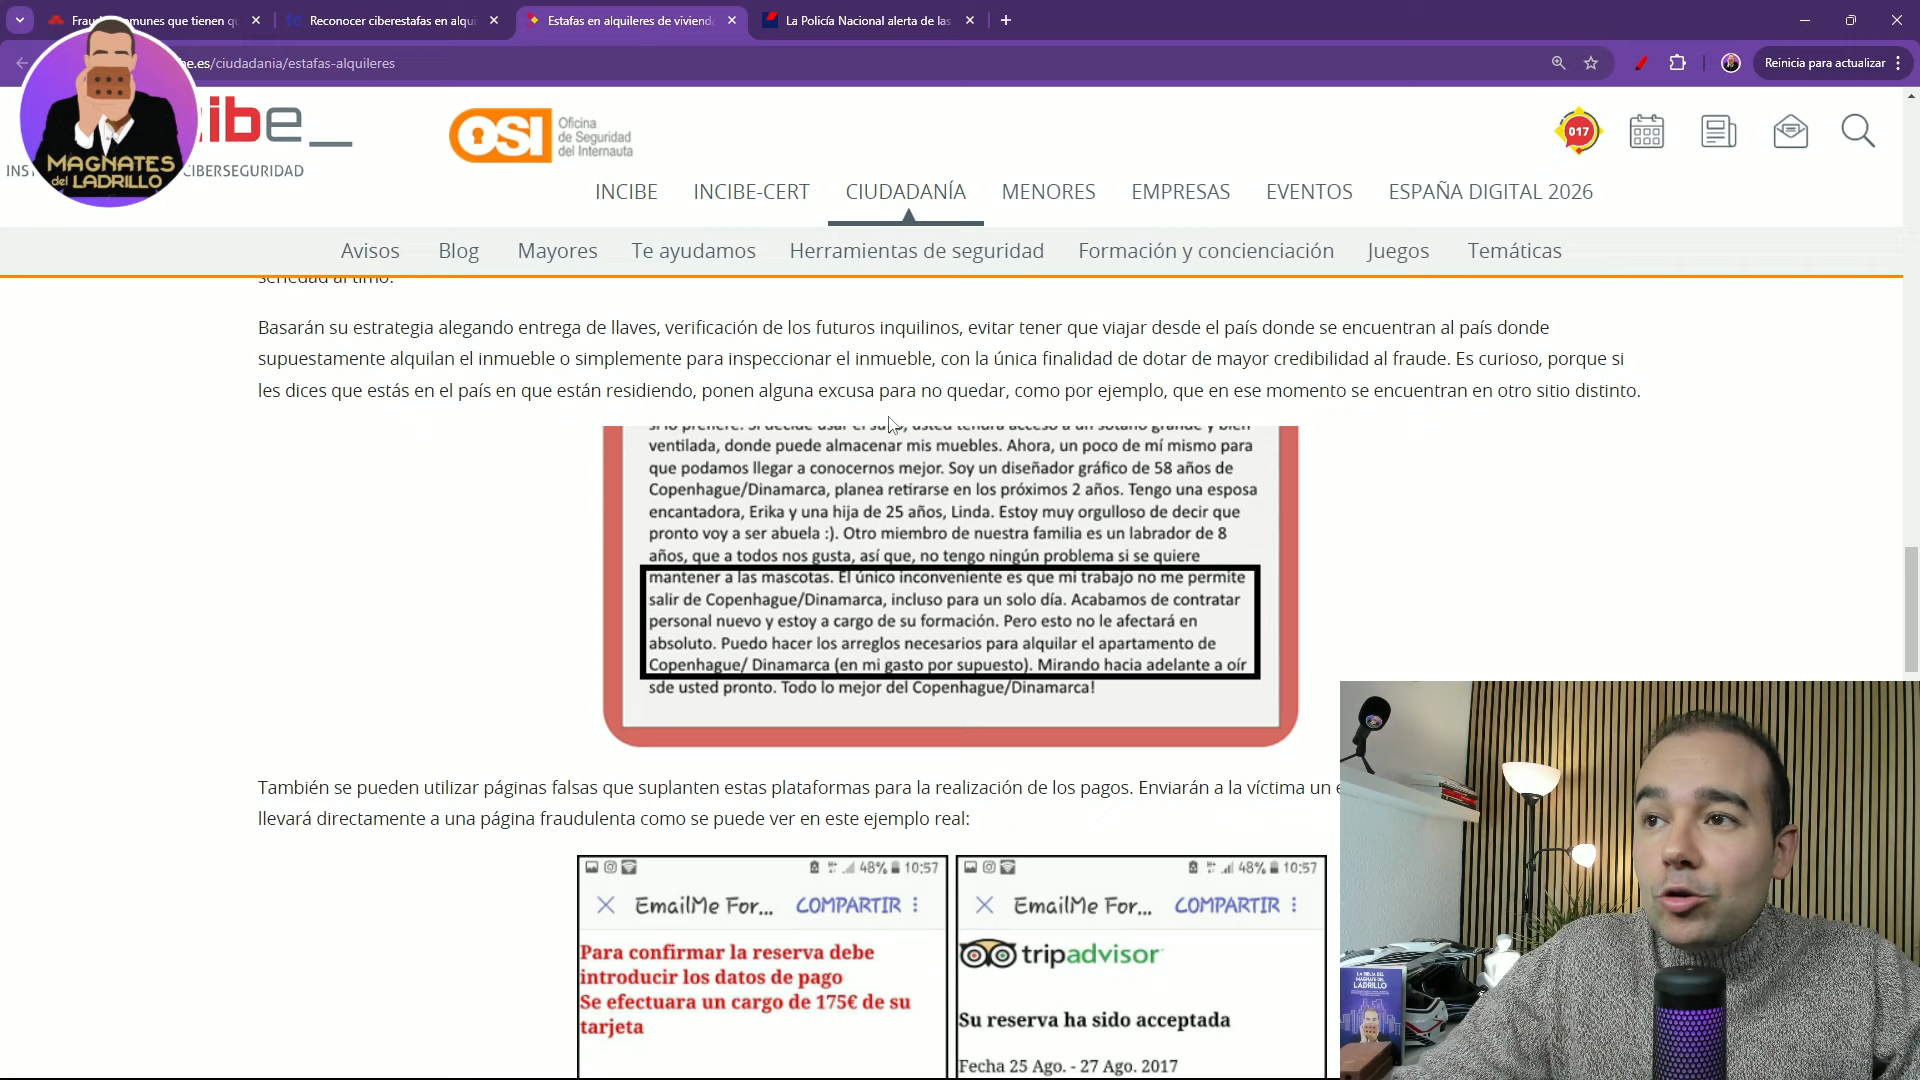 Reconocer ciberestafas en alqui
Estafas en alquileres de vivienda
La Policía Nacional alerta de las
be.es/ciudadania/estafas-alquileres
Reinicia para actualizar
MAGNATES
del LADRILLO
CIBERSEGURIDAD
OSI
Oficina
de Seguridad
del Internauta
017
INCIBE
INCIBE-CERT
CIUDADANÍA
MENORES
EMPRESAS
EVENTOS
ESPAÑA DIGITAL 2026
Avisos
Blog
Mayores
Te ayudamos
Herramientas de seguridad
Formación y concienciación
Juegos
Temáticas
seriedad al timo.
Basarán su estrategia alegando entrega de llaves, verificación de los futuros inquilinos, evitar tener que viajar desde el país donde se encuentran al país donde
supuestamente alquilan el inmueble o simplemente para inspeccionar el inmueble, con la única finalidad de dotar de mayor credibilidad al fraude. Es curioso, porque si
les dices que estás en el país en que están residiendo, ponen alguna excusa para no quedar, como por ejemplo, que en ese momento se encuentran en otro sitio distinto.
ventilada, donde puede almacenar mis muebles. Ahora, un poco de mí mismo para
que podamos llegar a conocernos mejor. Soy un diseñador gráfico de 58 años de
Copenhague/Dinamarca, planea retirarse en los próximos 2 años. Tengo una esposa
encantadora, Erika y una hija de 25 años, Linda. Estoy muy orgulloso de decir que
pronto voy a ser abuela :). Otro miembro de nuestra familia es un labrador de 8
años, que a todos nos gusta, así que, no tengo ningún problema si se quiere
mantener a las mascotas. El único inconveniente es que mi trabajo no me permite
salir de Copenhague/Dinamarca, incluso para un solo día. Acabamos de contratar
personal nuevo y estoy a cargo de su formación. Pero esto no le afectará en
absoluto. Puedo hacer los arreglos necesarios para alquilar el apartamento de
Copenhague/ Dinamarca (en mi gasto por supuesto). Mirando hacia adelante a oír
sde usted pronto. Todo lo mejor del Copenhague/Dinamarca!
También se pueden utilizar páginas falsas que suplanten estas plataformas para la realización de los pagos. Enviarán a la víctima un
llevará directamente a una página fraudulenta como se puede ver en este ejemplo real:
48% 10:57
EmailMe For... COMPARTIR
Para confirmar la reserva debe
introducir los datos de pago
Se efectuara un cargo de 175€ de su
tarjeta
48% 10:57
EmailMe For... COMPARTIR
tripadvisor
Su reserva ha sido aceptada
Fecha 25 Ago. - 27 Ago. 2017
LA BIBLIA DEL
MAGNATE DEL
LADRILLO